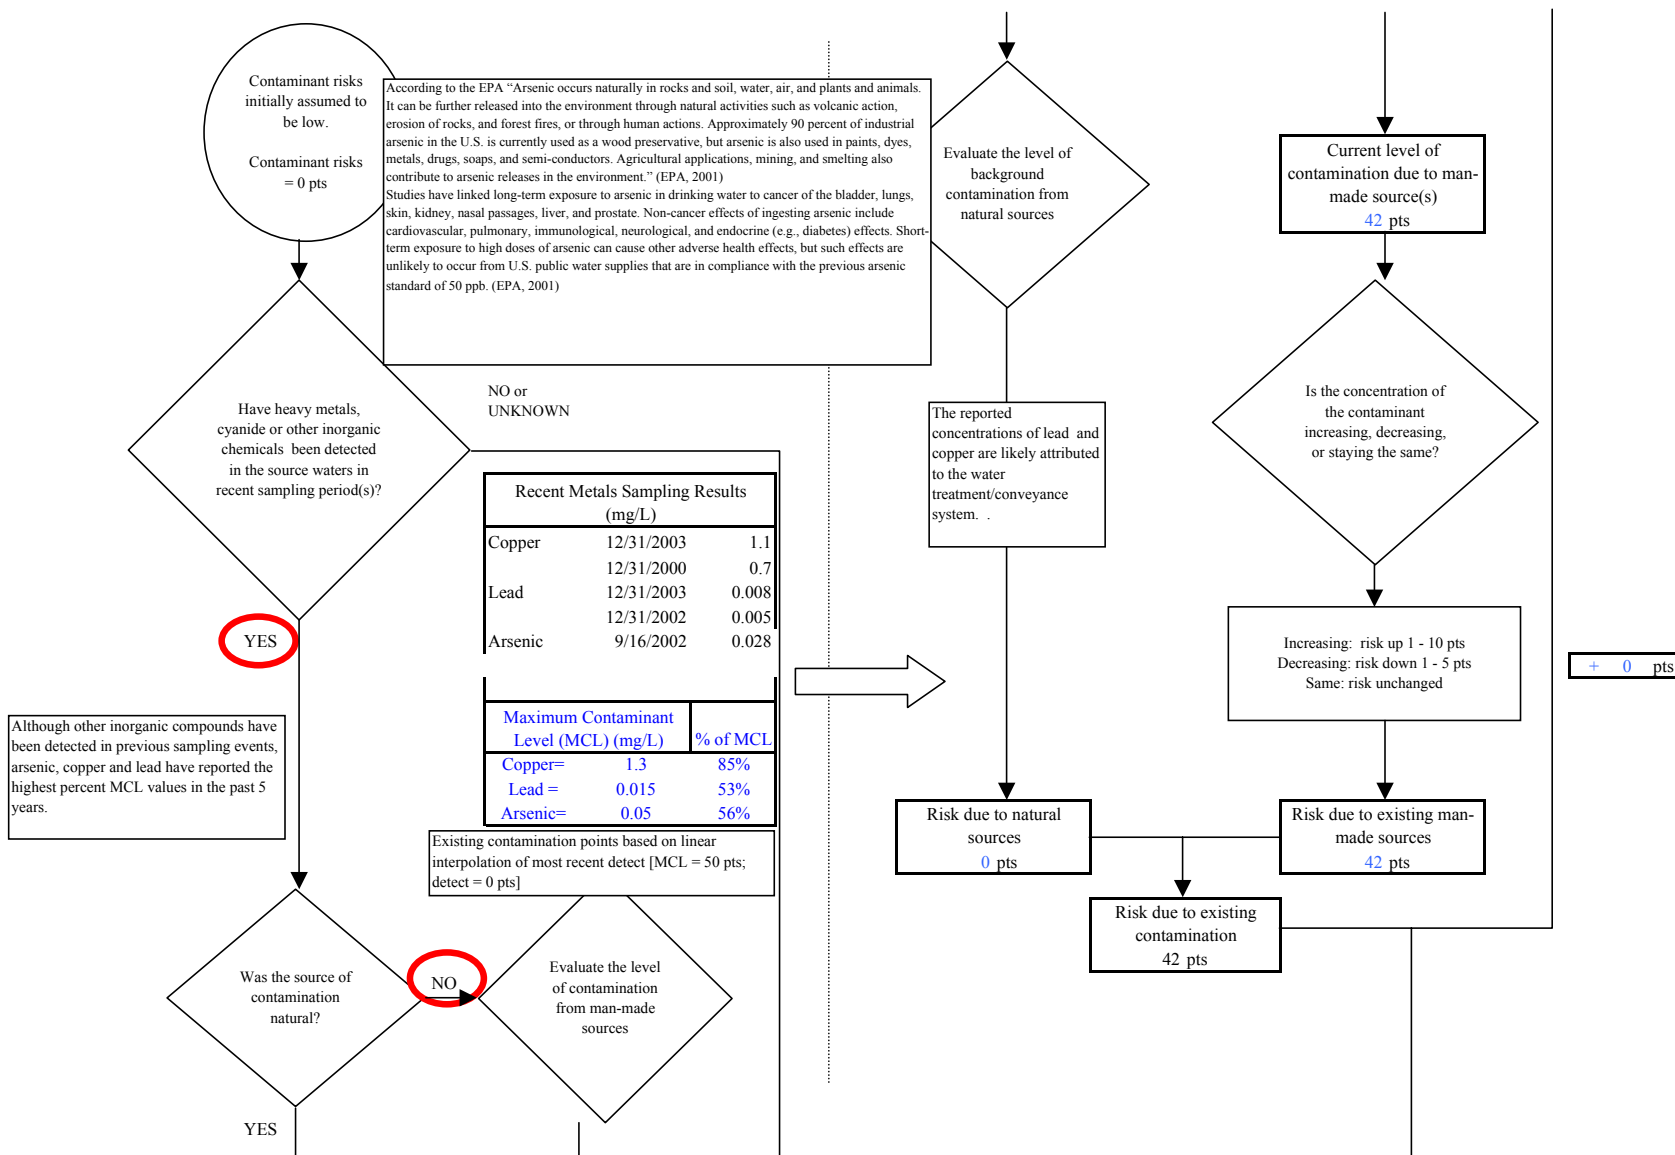 Contaminant risks
initially assumed to
be low.
Contaminant risks
= 0 pts
According to the EPA “Arsenic occurs naturally in rocks and soil, water, air, and plants and animals.
It can be further released into the environment through natural activities such as volcanic action,
erosion of rocks, and forest fires, or through human actions. Approximately 90 percent of industrial
arsenic in the U.S. is currently used as a wood preservative, but arsenic is also used in paints, dyes,
metals, drugs, soaps, and semi-conductors. Agricultural applications, mining, and smelting also
contribute to arsenic releases in the environment.” (EPA, 2001)
Studies have linked long-term exposure to arsenic in drinking water to cancer of the bladder, lungs,
skin, kidney, nasal passages, liver, and prostate. Non-cancer effects of ingesting arsenic include
cardiovascular, pulmonary, immunological, neurological, and endocrine (e.g., diabetes) effects. Short-
term exposure to high doses of arsenic can cause other adverse health effects, but such effects are
unlikely to occur from U.S. public water supplies that are in compliance with the previous arsenic
standard of 50 ppb. (EPA, 2001)
Have heavy metals,
cyanide or other inorganic
chemicals been detected
in the source waters in
recent sampling period(s)?
NO or
UNKNOWN
YES
Although other inorganic compounds have
been detected in previous sampling events,
arsenic, copper and lead have reported the
highest percent MCL values in the past 5
years.
Recent Metals Sampling Results
(mg/L)
Copper 12/31/2003 1.1
12/31/2000 0.7
Lead 12/31/2003 0.008
12/31/2002 0.005
Arsenic 9/16/2002 0.028
Maximum Contaminant
Level (MCL) (mg/L) % of MCL
Copper= 1.3 85%
Lead = 0.015 53%
Arsenic= 0.05 56%
Existing contamination points based on linear
interpolation of most recent detect [MCL = 50 pts;
detect = 0 pts]
Was the source of
contamination
natural?
NO
Evaluate the level
of contamination
from man-made
sources
YES
Evaluate the level of
background
contamination from
natural sources
The reported
concentrations of lead and
copper are likely attributed
to the water
treatment/conveyance
system. .
Risk due to natural
sources
0 pts
Current level of
contamination due to man-
made source(s)
42 pts
Is the concentration of
the contaminant
increasing, decreasing,
or staying the same?
Increasing: risk up 1 - 10 pts
Decreasing: risk down 1 - 5 pts
Same: risk unchanged
+ 0 pts
Risk due to existing man-
made sources
42 pts
Risk due to existing
contamination
42 pts